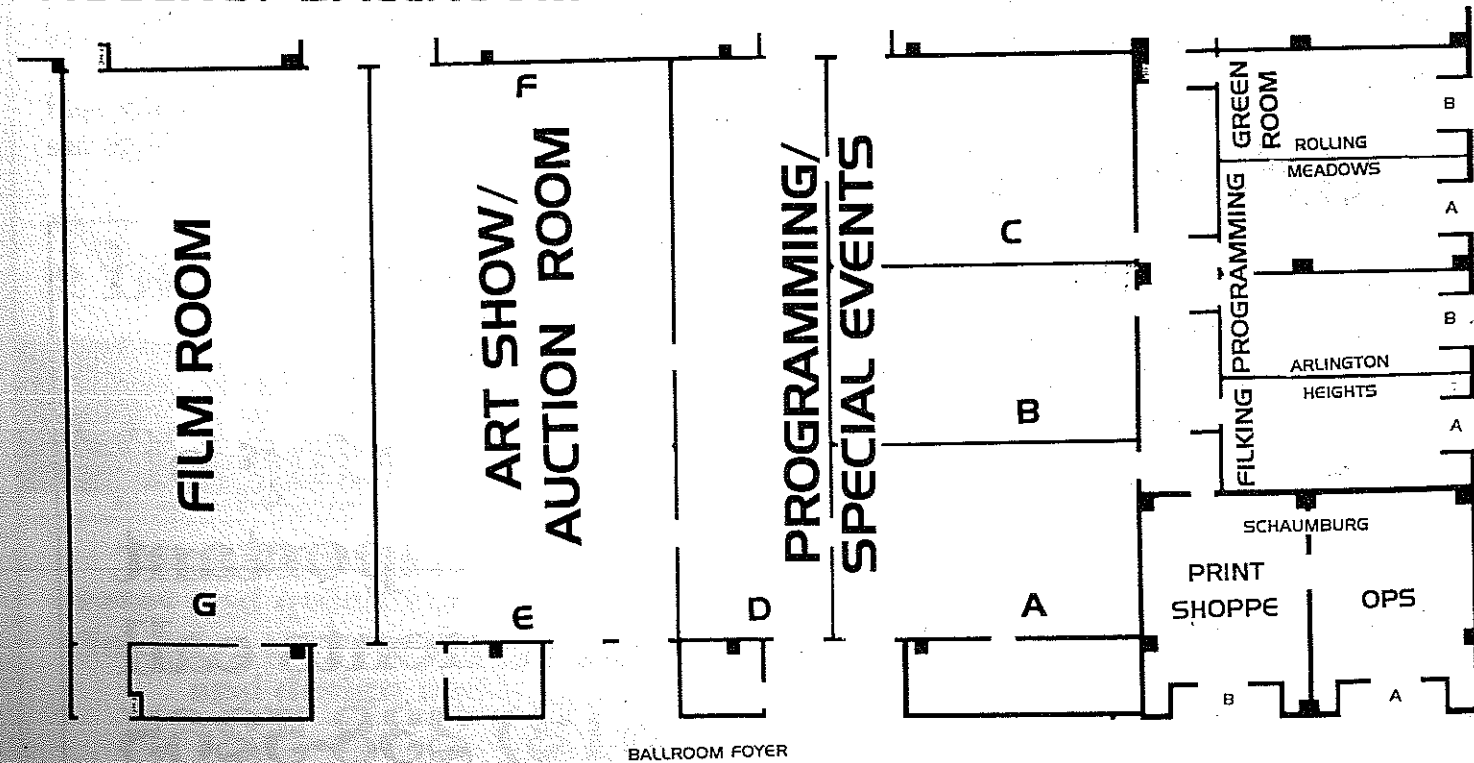 FILM ROOM
G
F
ART SHOW/
AUCTION ROOM
E
D
PROGRAMMING/
SPECIAL EVENTS
C
B
A
GREEN
ROOM
ROLLING
MEADOWS
B
A
PROGRAMMING
ARLINGTON
HEIGHTS
B
A
FILKING
SCHAUMBURG
PRINT
SHOPPE
OPS
B
A
BALLROOM FOYER